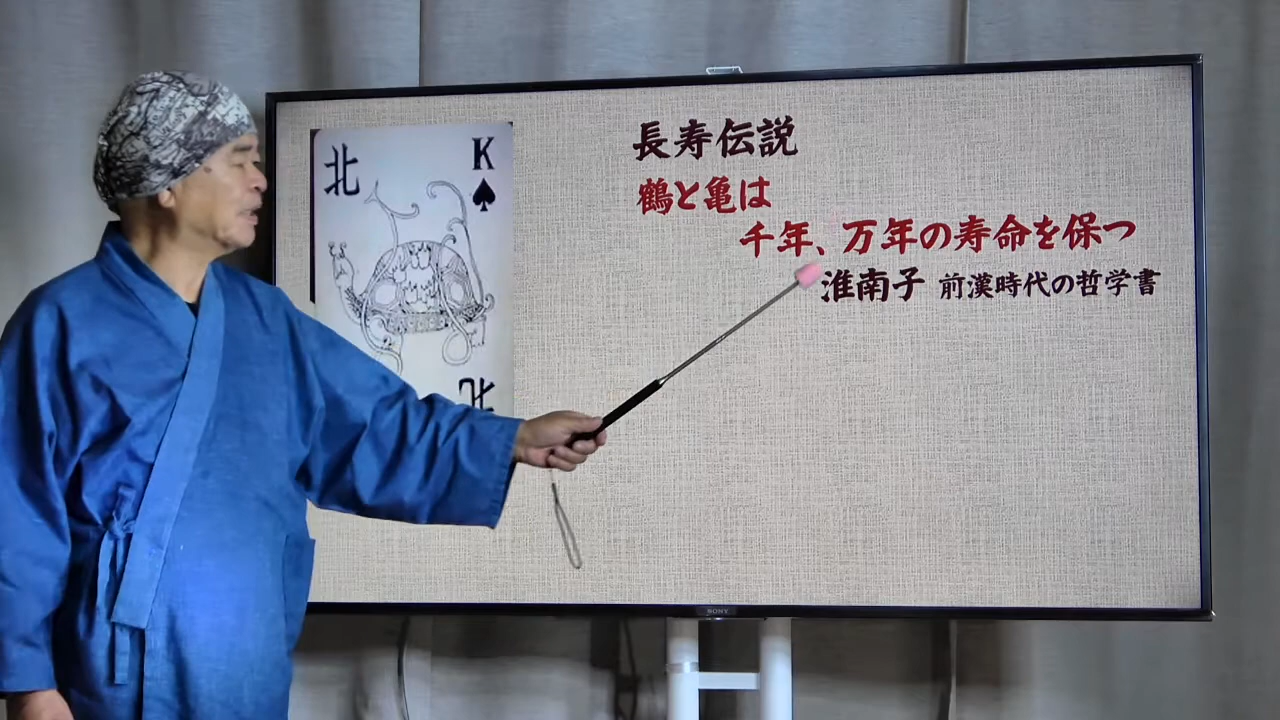 北
K
北
長寿伝説
鶴と亀は
千年、万年の寿命を保つ
淮南子 前漢時代の哲学書
SONY